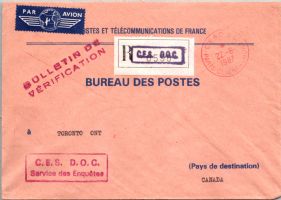 PAR AVION
POSTES ET TÉLÉCOMMUNICATIONS DE FRANCE
BULLETIN DE
VÉRIFICATION
R C.E.S. D.O.C.
BUREAU DES POSTES
à TORONTO ONT
C.E.S. D.O.C.
Service des Enquêtes
(Pays de destination)
CANADA